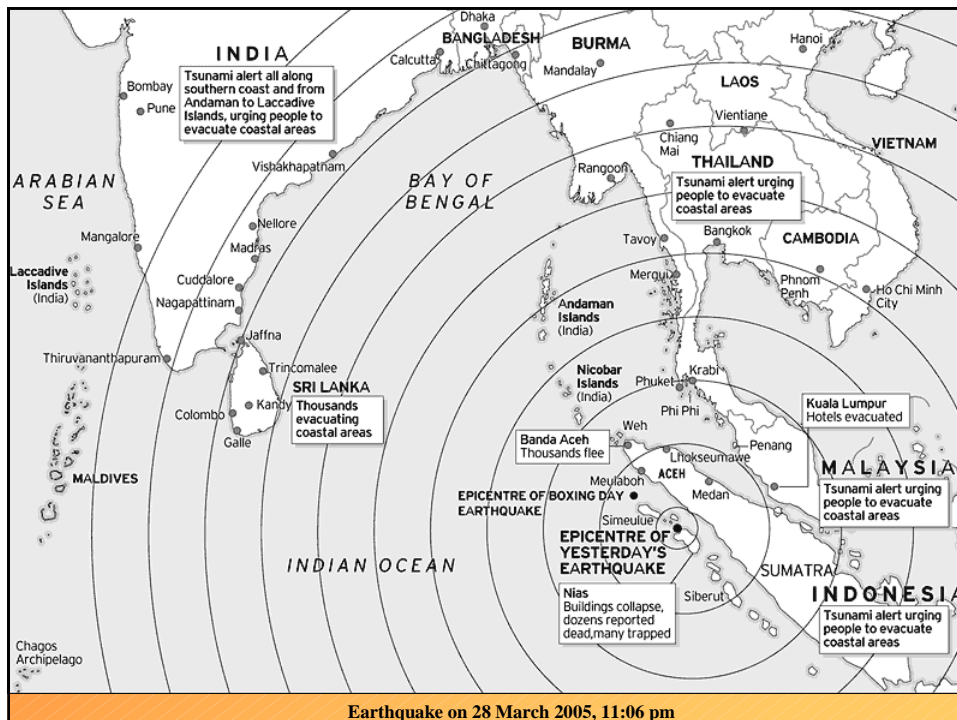 Dhaka
BANGLADESH
INDIA
Calcutta
Chittagong
BURMA
Mandalay
Hanoi
LAOS
Tsunami alert all along
southern coast and from
Andaman to Laccadive
Islands, urging people to
evacuate coastal areas
Bombay
Pune
Vientiane
Chiang
Mai
VIETNAM
Vishakhapatnam
THAILAND
Rangoon
Tsunami alert urging
people to evacuate
coastal areas
ARABIAN
SEA
BAY OF
BENGAL
Nellore
Mangalore
Madras
Tavoy
Bangkok
CAMBODIA
Laccadive
Islands
(India)
Cuddalore
Nagapattinam
Mergui
Phnom
Penh
Ho Chi Minh
City
Andaman
Islands
(India)
Jaffna
Thiruvananthapuram
Trincomalee
SRI LANKA
Thousands
evacuating
coastal areas
Kandy
Colombo
Galle
Nicobar
Islands
(India)
Krabi
Phuket
Phi Phi
Kuala Lumpur
Hotels evacuated
Weh
Banda Aceh
Thousands flee
Penang
Lhokseumawe
ACEH
Meulaboh
Medan
MALAYSIA
Tsunami alert urging
people to evacuate
coastal areas
MALDIVES
EPICENTRE OF BOXING DAY
EARTHQUAKE
Simeulue
EPICENTRE OF
YESTERDAY'S
EARTHQUAKE
INDIAN OCEAN
SUMATRA
Nias
Buildings collapse,
dozens reported
dead,many trapped
Siberut
INDONESIA
Tsunami alert urging
people to evacuate
coastal areas
Chagos
Archipelago
Earthquake on 28 March 2005, 11:06 pm